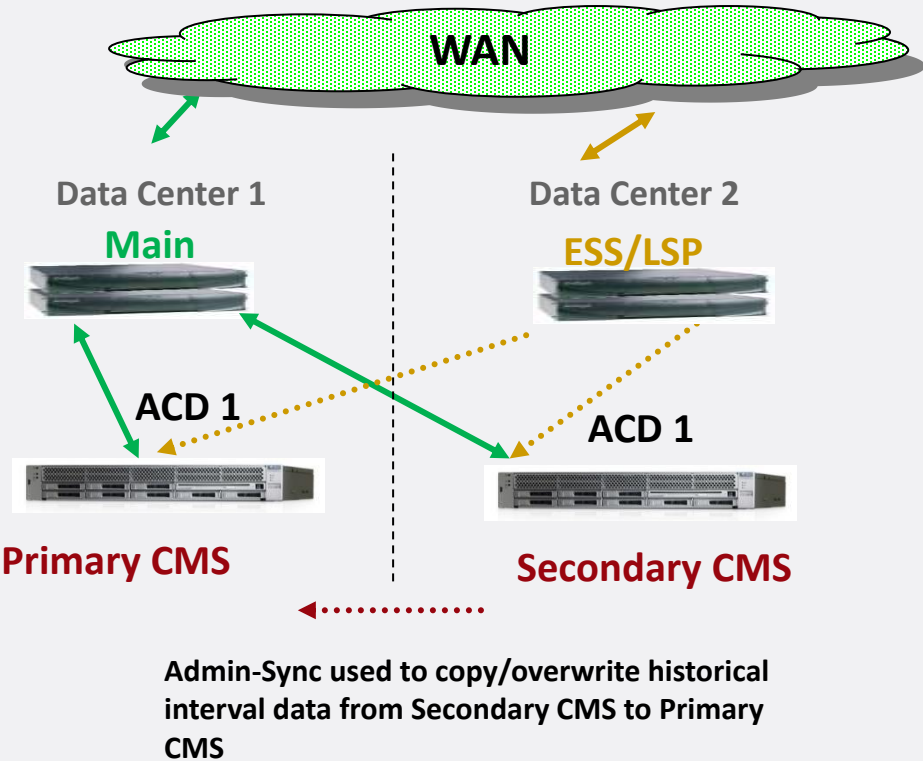 WAN
Data Center 1
Data Center 2
Main
ESS/LSP
ACD 1
ACD 1
Primary CMS
Secondary CMS
Admin-Sync used to copy/overwrite historical
interval data from Secondary CMS to Primary
CMS